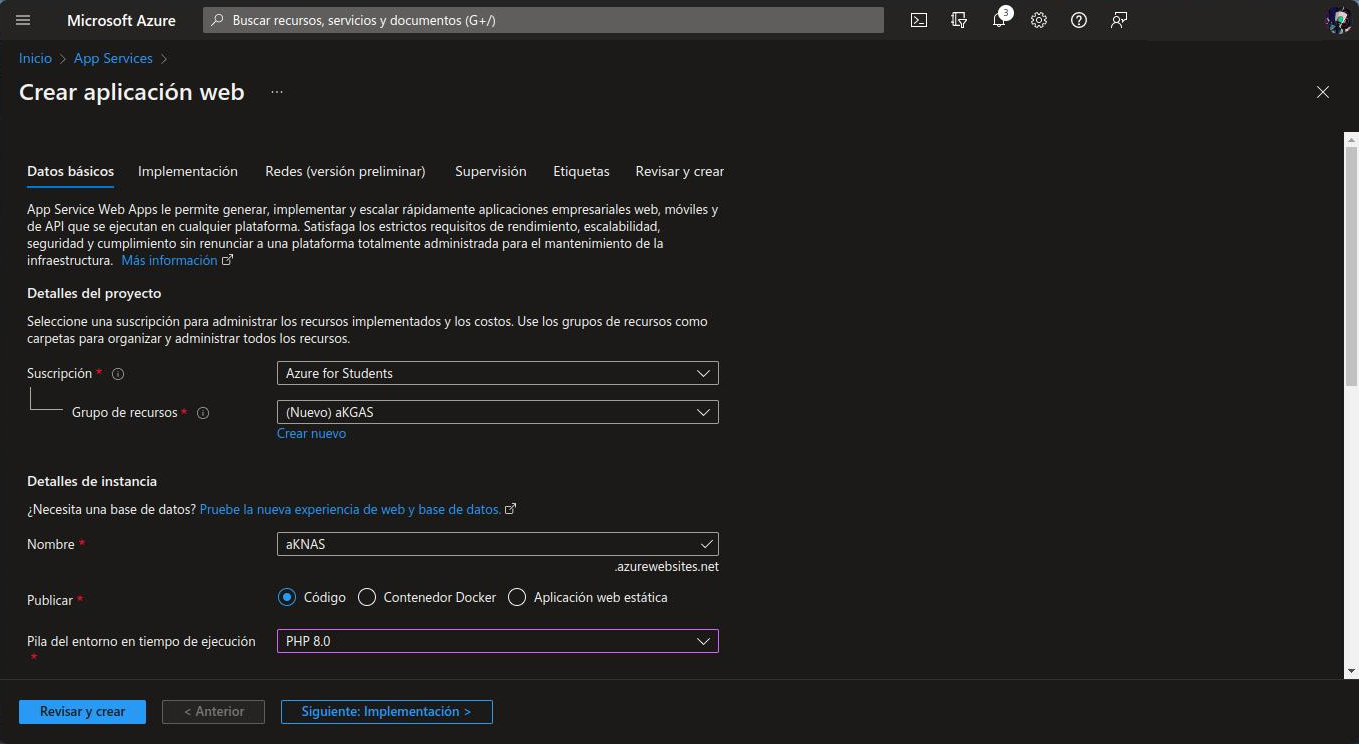 Microsoft Azure
Buscar recursos, servicios y documentos (G+/)
3
Inicio > App Services >
Crear aplicación web ...
Datos básicos Implementación Redes (versión preliminar) Supervisión Etiquetas Revisar y crear
App Service Web Apps le permite generar, implementar y escalar rápidamente aplicaciones empresariales web, móviles y
de API que se ejecutan en cualquier plataforma. Satisfaga los estrictos requisitos de rendimiento, escalabilidad,
seguridad y cumplimiento sin renunciar a una plataforma totalmente administrada para el mantenimiento de la
infraestructura. Más información
Detalles del proyecto
Seleccione una suscripción para administrar los recursos implementados y los costos. Use los grupos de recursos como
carpetas para organizar y administrar todos los recursos.
Suscripción * Azure for Students
Grupo de recursos * (Nuevo) aKGAS
Crear nuevo
Detalles de instancia
¿Necesita una base de datos? Pruebe la nueva experiencia de web y base de datos.
Nombre * aKNAS
.azurewebsites.net
Publicar * Código Contenedor Docker Aplicación web estática
Pila del entorno en tiempo de ejecución PHP 8.0
*
Revisar y crear < Anterior Siguiente: Implementación >